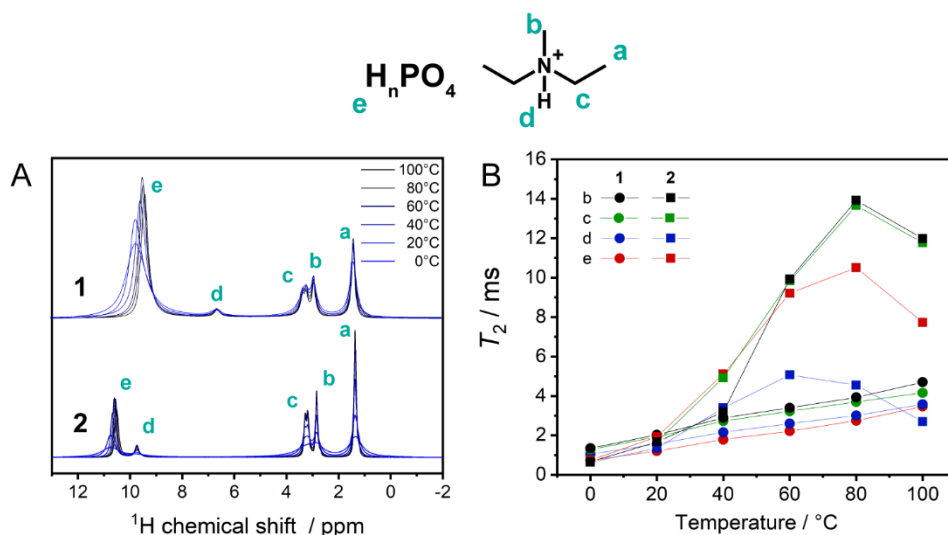 b
a
HₙPO₄
N
+
H
e
d
c
A
100°C
80°C
60°C
40°C
20°C
0°C
e
a
c
b
d
1
a
e
b
c
d
2
12 10 8 6 4 2 0 -2
¹H chemical shift / ppm
B
16
14
12
10
8
6
4
2
0
T₂ / ms
1 2
b
c
d
e
0 20 40 60 80 100
Temperature / °C